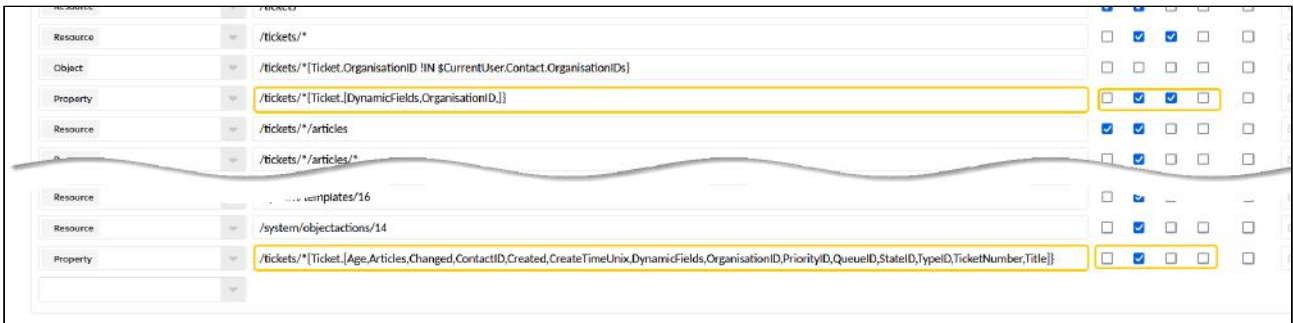 Resource /tickets
Resource /tickets/*
Object /tickets/*{Ticket.OrganisationID !IN $CurrentUser.Contact.OrganisationIDs}
Property /tickets/*{Ticket.[DynamicFields,OrganisationID,]}
Resource /tickets/*/articles
/tickets/*/articles/*
Resource templates/16
Resource /system/objectactions/14
Property /tickets/*{Ticket.[Age,Articles,Changed,ContactID,Created,CreateTimeUnix,DynamicFields,OrganisationID,PriorityID,QueueID,StateID,TypeID,TicketNumber,Title]}